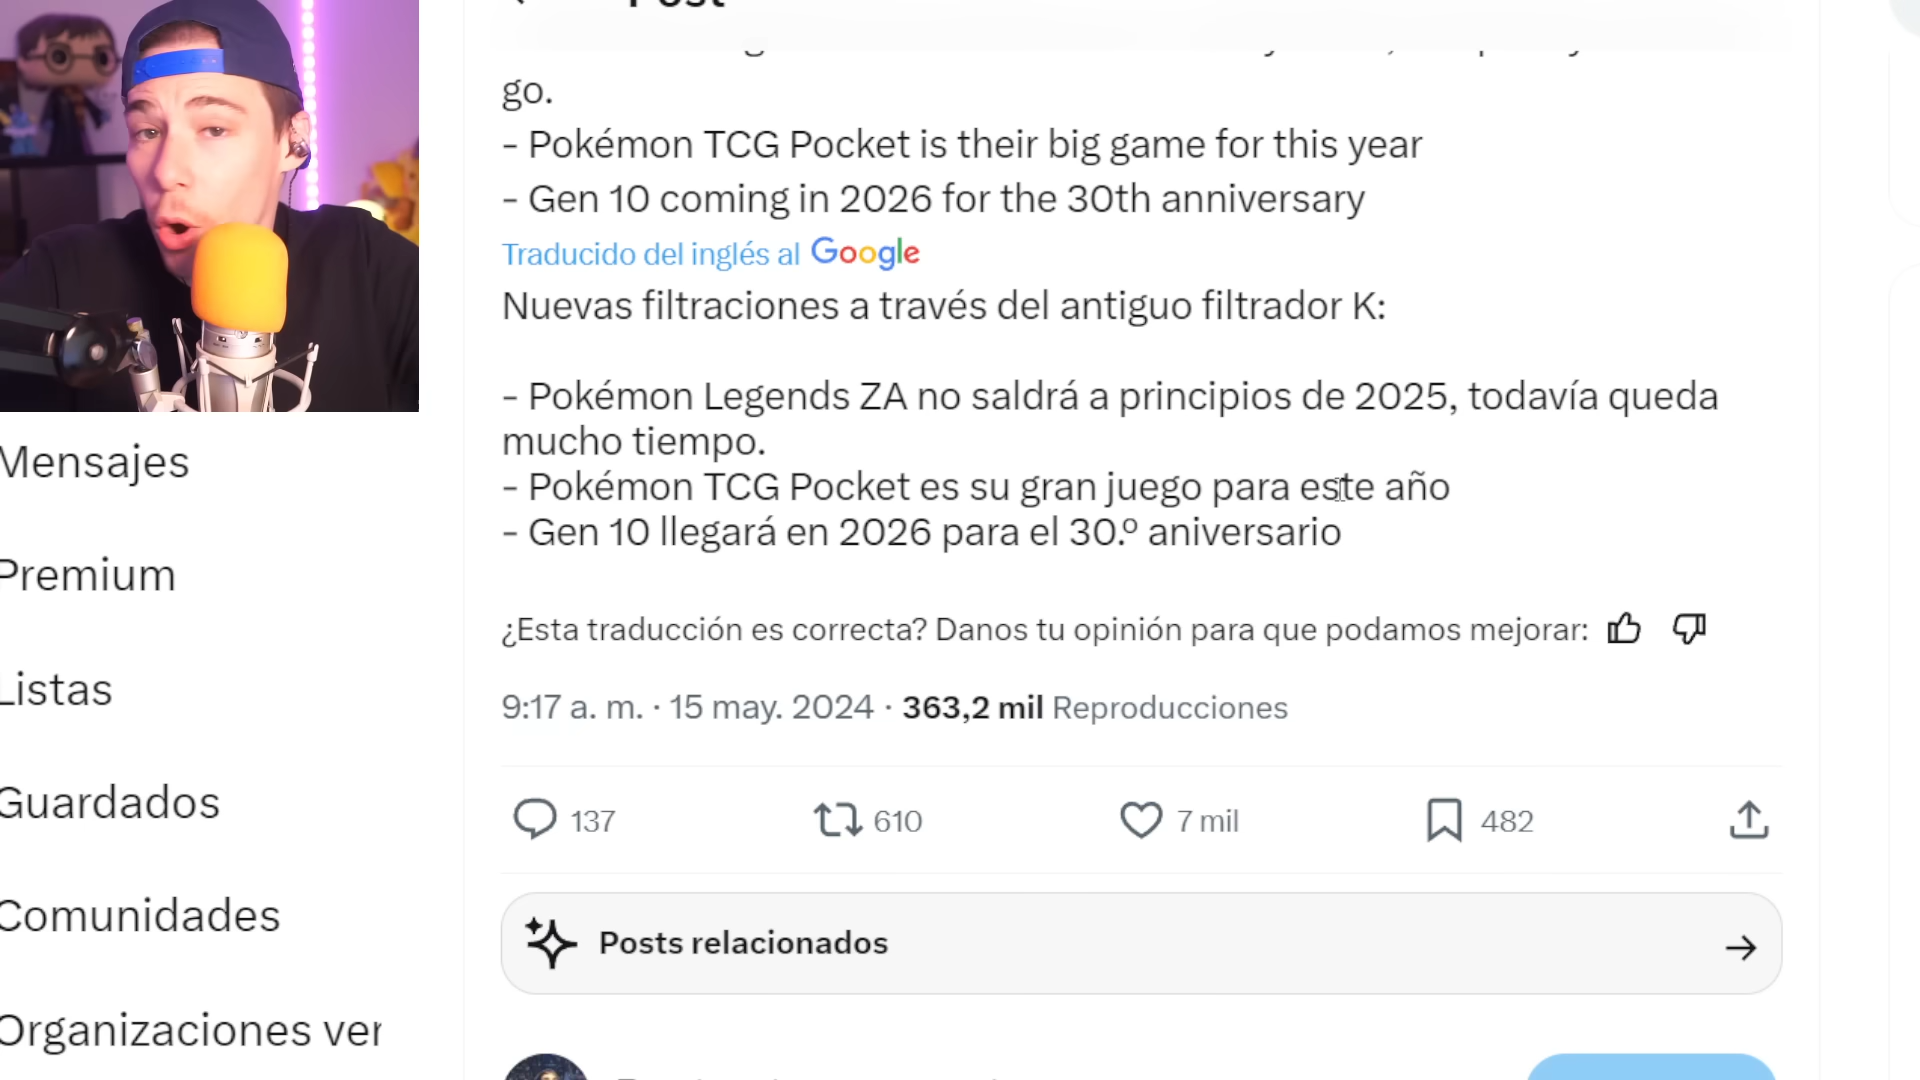 Post
go.
- Pokémon TCG Pocket is their big game for this year
- Gen 10 coming in 2026 for the 30th anniversary
Traducido del inglés al Google
Nuevas filtraciones a través del antiguo filtrador K:
- Pokémon Legends ZA no saldrá a principios de 2025, todavía queda
mucho tiempo.
- Pokémon TCG Pocket es su gran juego para este año
- Gen 10 llegará en 2026 para el 30.º aniversario
¿Esta traducción es correcta? Danos tu opinión para que podamos mejorar:
9:17 a. m. · 15 may. 2024 · 363,2 mil Reproducciones
137 610 7 mil 482
Posts relacionados
Mensajes
Premium
Listas
Guardados
Comunidades
Organizaciones ver